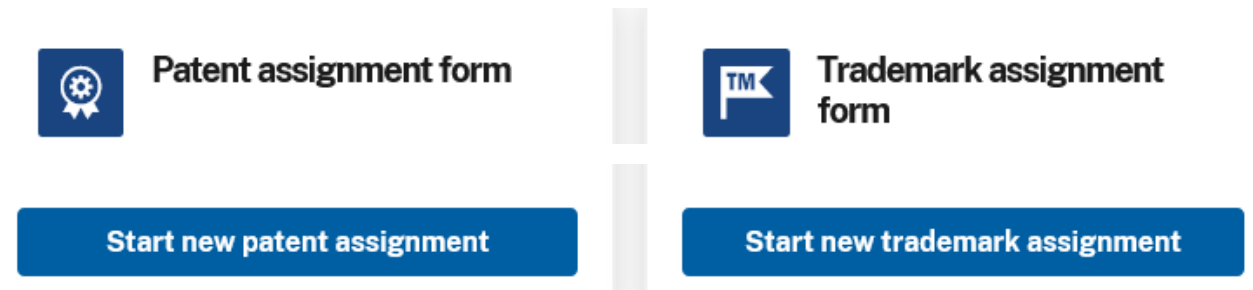 Patent assignment form
Start new patent assignment
TM
Trademark assignment
form
Start new trademark assignment